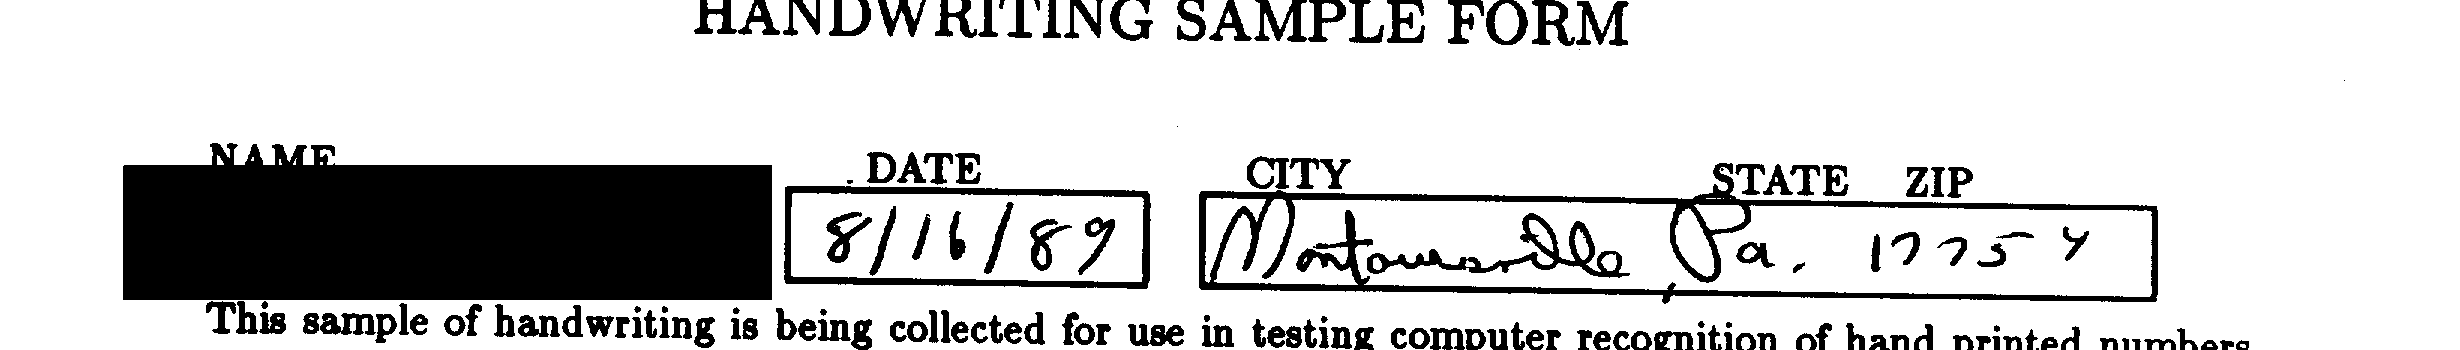 HANDWRITING SAMPLE FORM
NAME DATE CITY STATE ZIP
8/16/89 Montoursville, Pa. 17754
This sample of handwriting is being collected for use in testing computer recognition of hand printed numbers